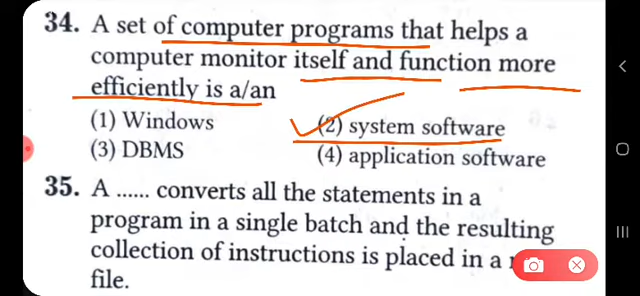 34. A set of computer programs that helps a
computer monitor itself and function more
efficiently is a/an
(1) Windows (2) system software
(3) DBMS (4) application software
35. A ...... converts all the statements in a
program in a single batch and the resulting
collection of instructions is placed in a
file.